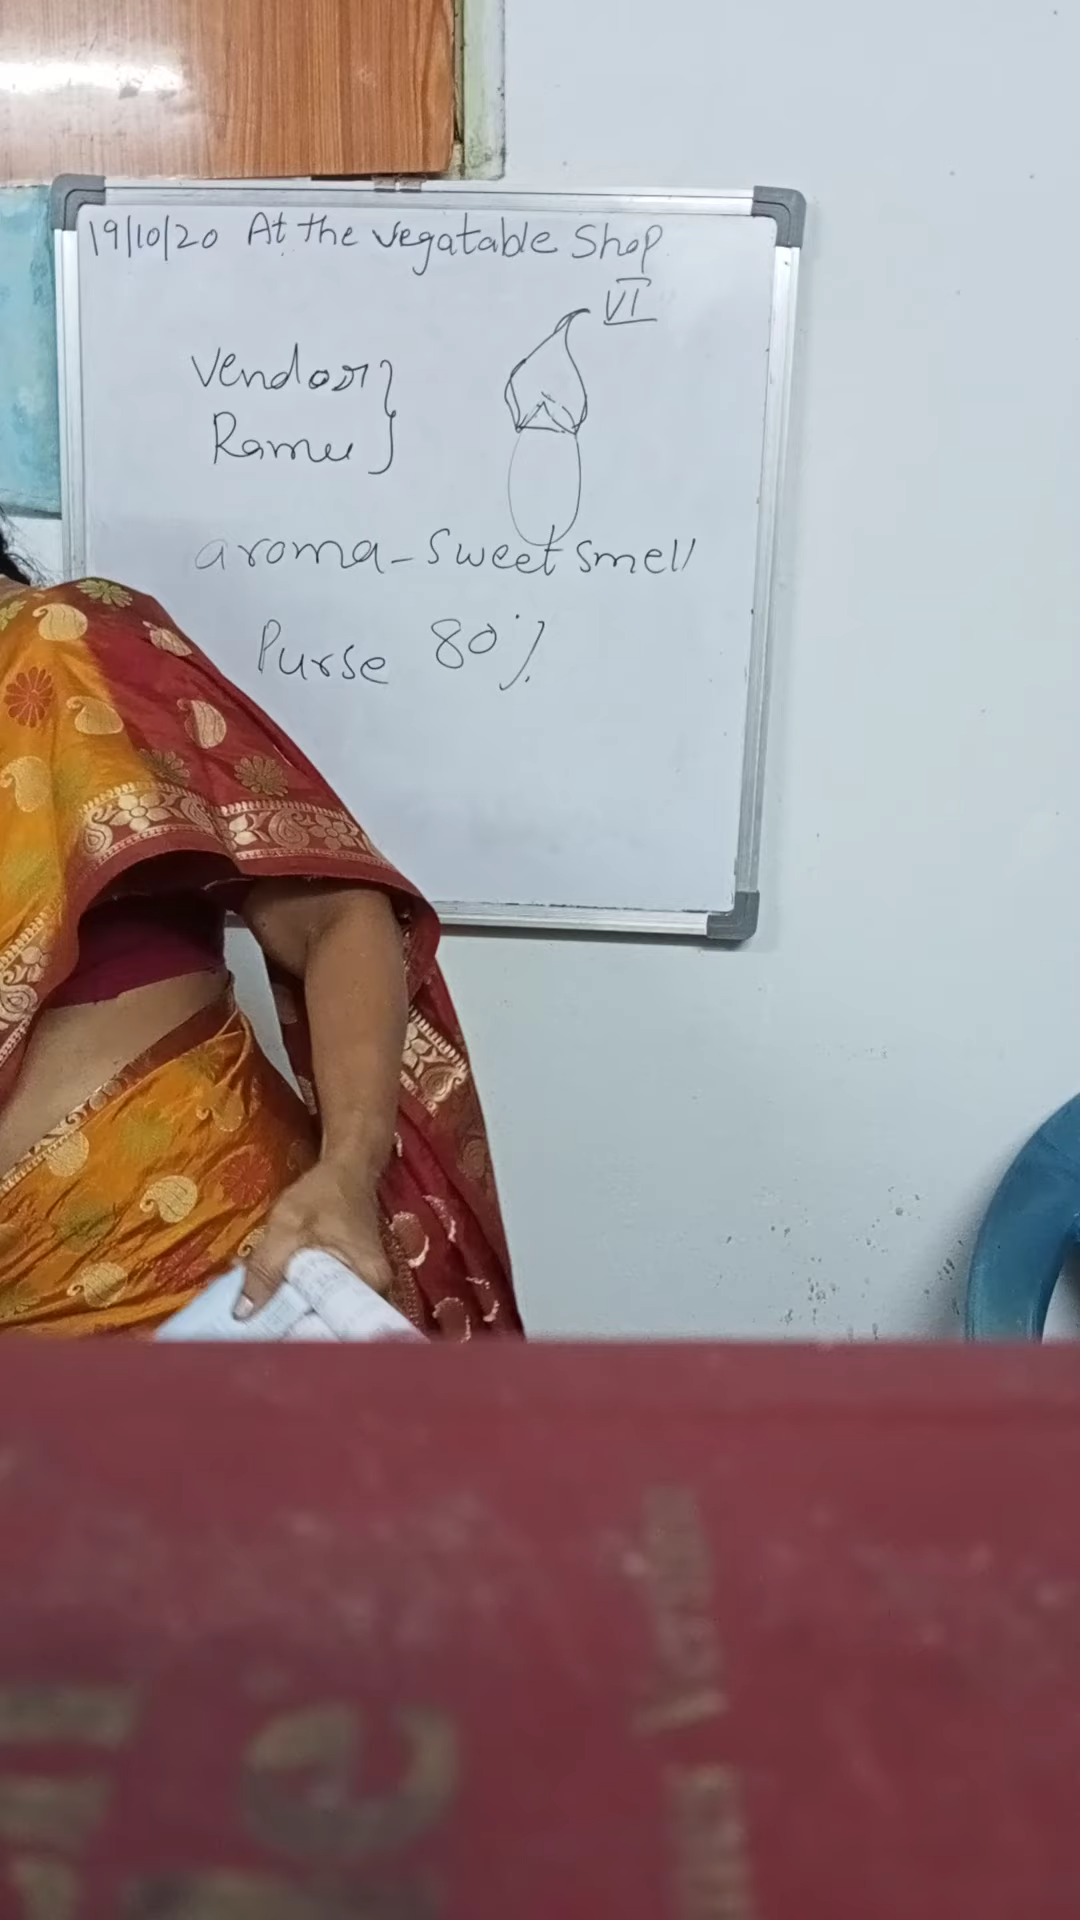 19/10/20 At the vegatable Shop
VI
Vendor }
Ramu }
aroma - Sweet smell
Purse 80%